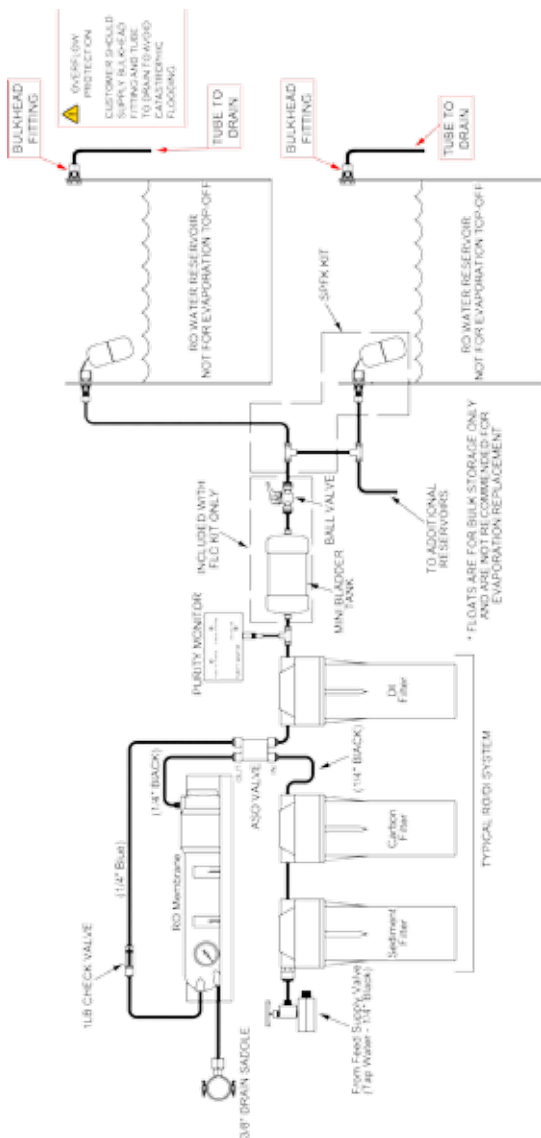 BULKHEAD
FITTING
OVERFLOW
PROTECTION
CUSTOMER SHOULD
SUPPLY BULKHEAD
FITTING AND TUBE
TO DRAIN TO AVOID
CATASTROPHIC
FLOODING.
TUBE TO
DRAIN
BULKHEAD
FITTING
TUBE TO
DRAIN
RO WATER RESERVOIR
NOT FOR EVAPORATION TOP-OFF
RO WATER RESERVOIR
NOT FOR EVAPORATION TOP-OFF
SPFK KIT
INCLUDED WITH
FLC KIT ONLY
BALL VALVE
MINI BLADDER
TANK
TO ADDITIONAL
RESERVOIRS
* FLOATS ARE FOR BULK STORAGE ONLY
AND ARE NOT RECOMMENDED FOR
EVAPORATION REPLACEMENT
PURITY MONITOR
1LB CHECK VALVE
(1/4" Blue)
(1/4" BLACK)
RO Membrane
OUT
IN
ASO VALVE
(1/4" BLACK)
3/8" DRAIN SADDLE
From Feed Supply Valve
(Tap Water - 1/4" Black)
Sediment
Filter
Carbon
Filter
DI
Filter
TYPICAL RO/DI SYSTEM